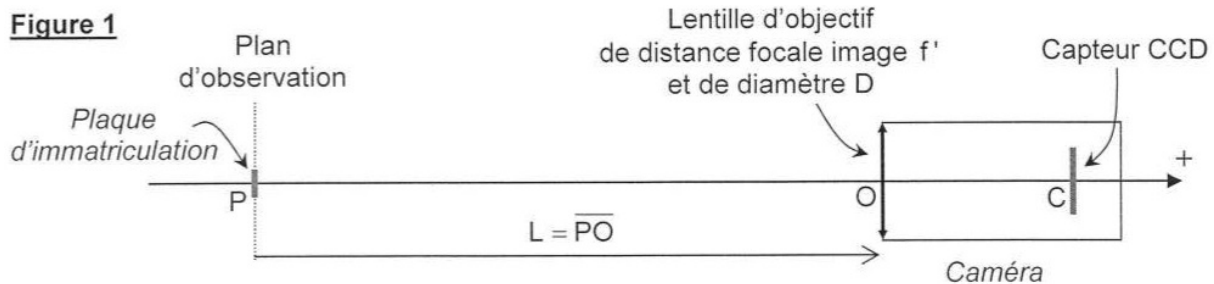 Figure 1
Plan
d'observation
Plaque
d'immatriculation
Lentille d'objectif
de distance focale image f'
et de diamètre D
Capteur CCD
+
P
O
C
L = PO
Caméra